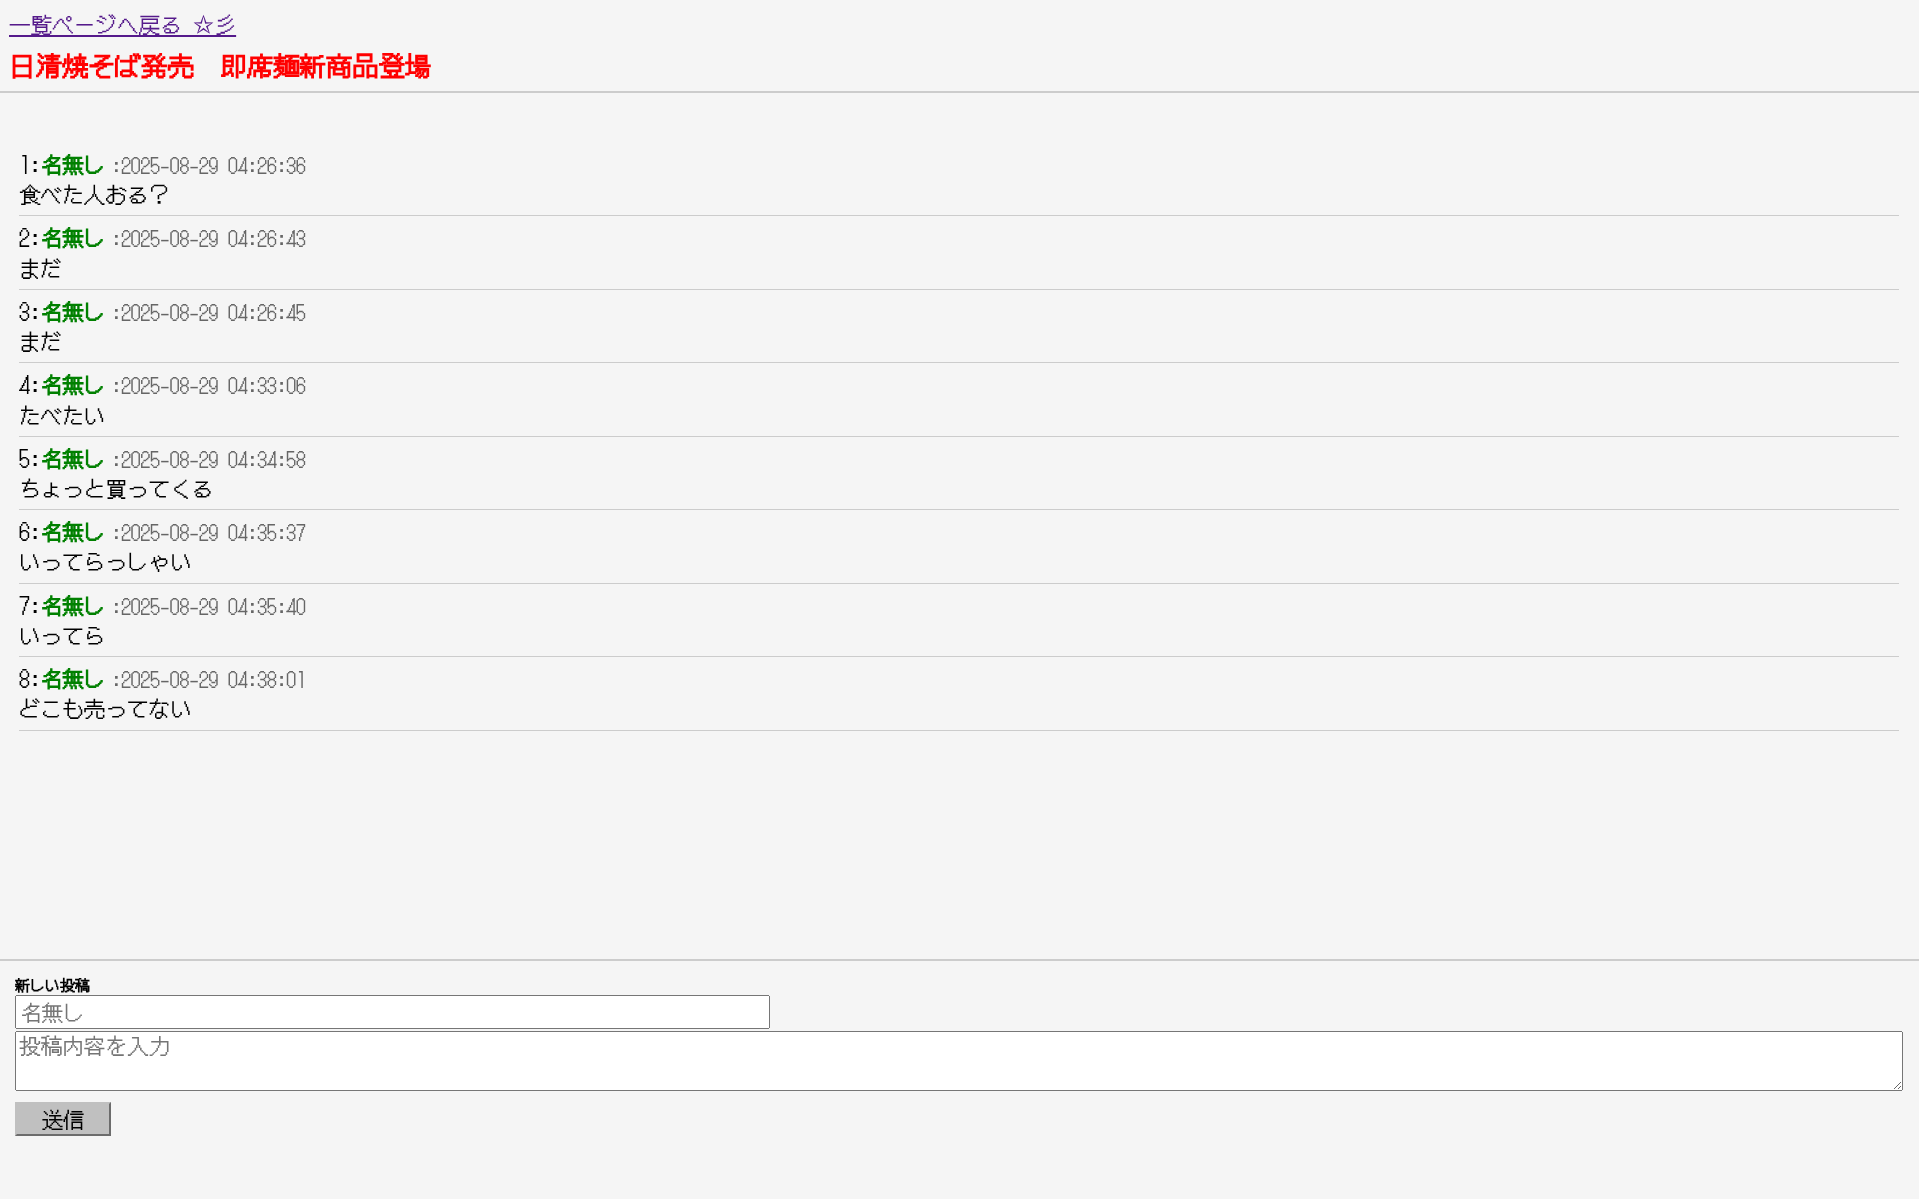 一覧ページへ戻る ☆彡
日清焼そば発売　即席麺新商品登場
1:名無し :2025-08-29 04:26:36
食べた人おる？
2:名無し :2025-08-29 04:26:43
まだ
3:名無し :2025-08-29 04:26:45
まだ
4:名無し :2025-08-29 04:33:06
たべたい
5:名無し :2025-08-29 04:34:58
ちょっと買ってくる
6:名無し :2025-08-29 04:35:37
いってらっしゃい
7:名無し :2025-08-29 04:35:40
いってら
8:名無し :2025-08-29 04:38:01
どこも売ってない
新しい投稿
名無し
投稿内容を入力
送信